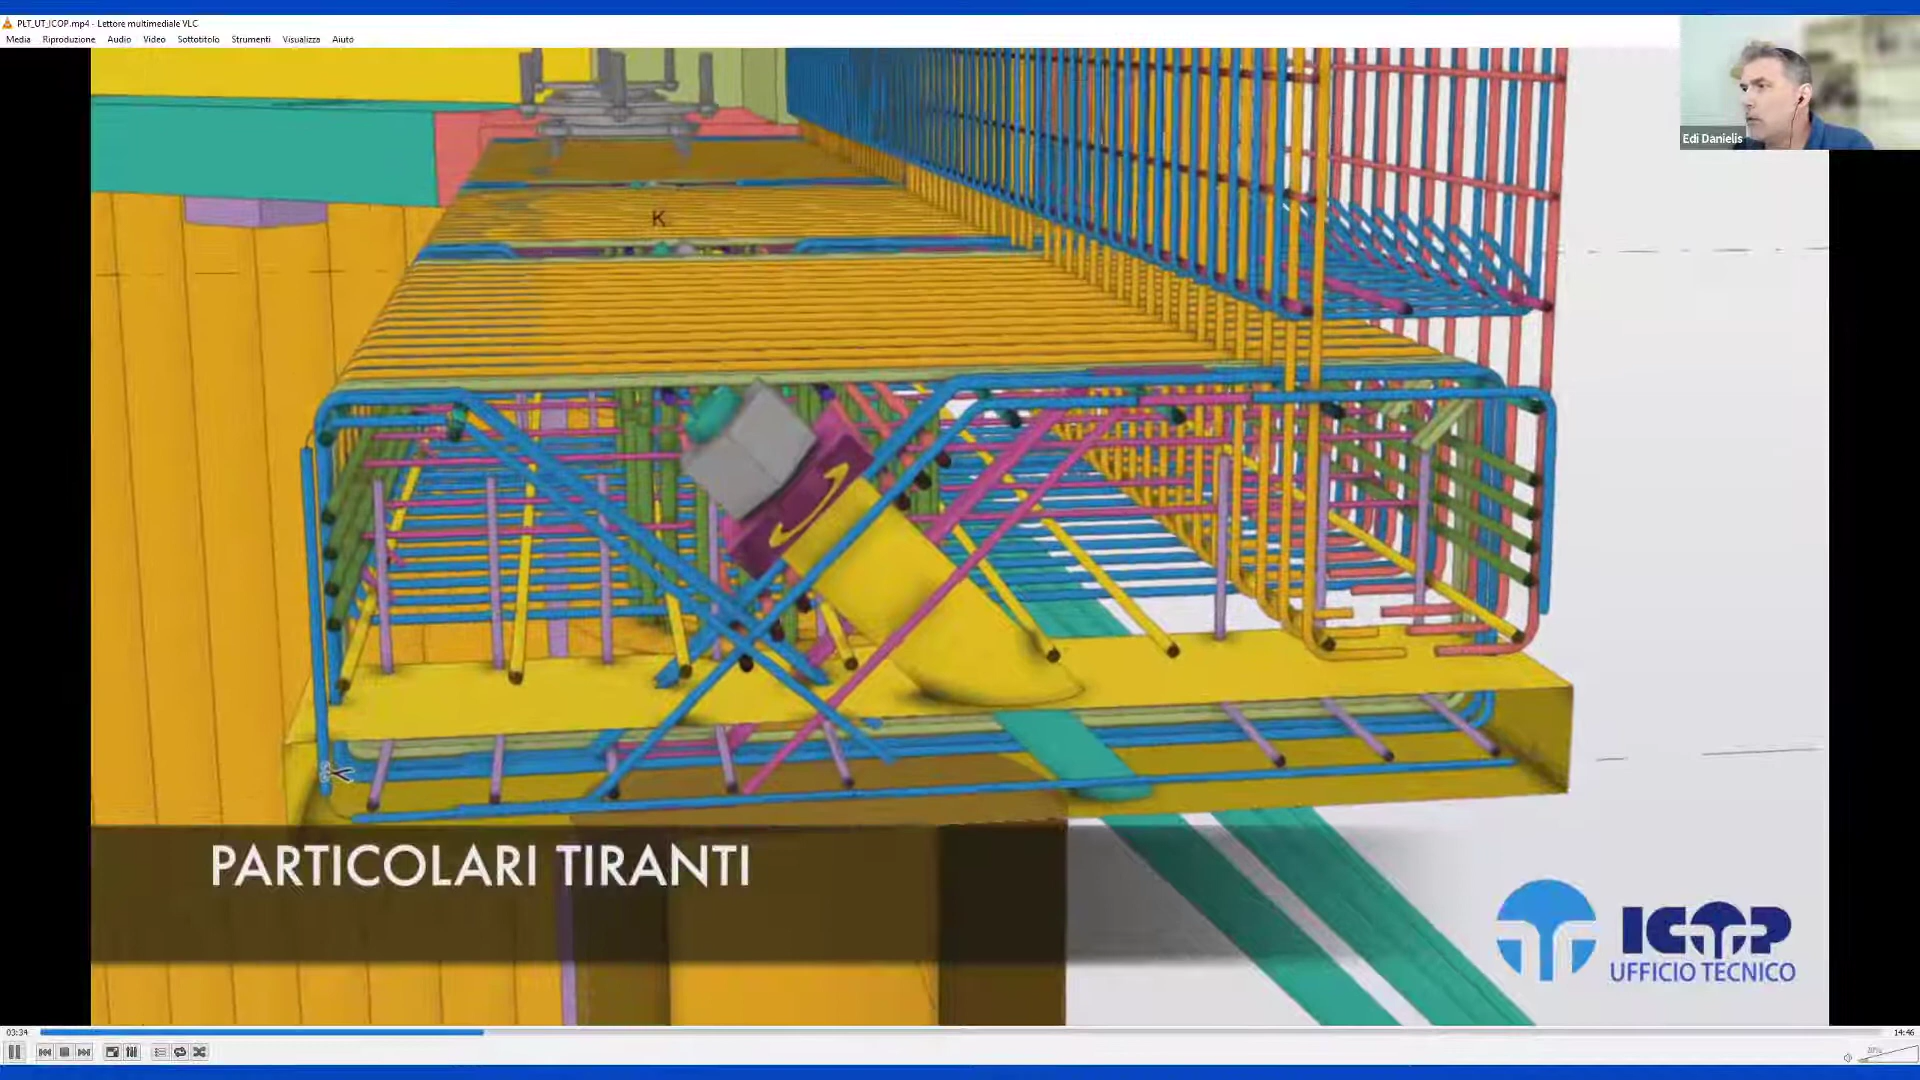 PLT_UT_ICOP.mp4 - Lettore multimediale VLC
Media Riproduzione Audio Video Sottotitolo Strumenti Visualizza Aiuto
Edi Danielis
K
PARTICOLARI TIRANTI
ICOP
UFFICIO TECNICO
03:34
14:46